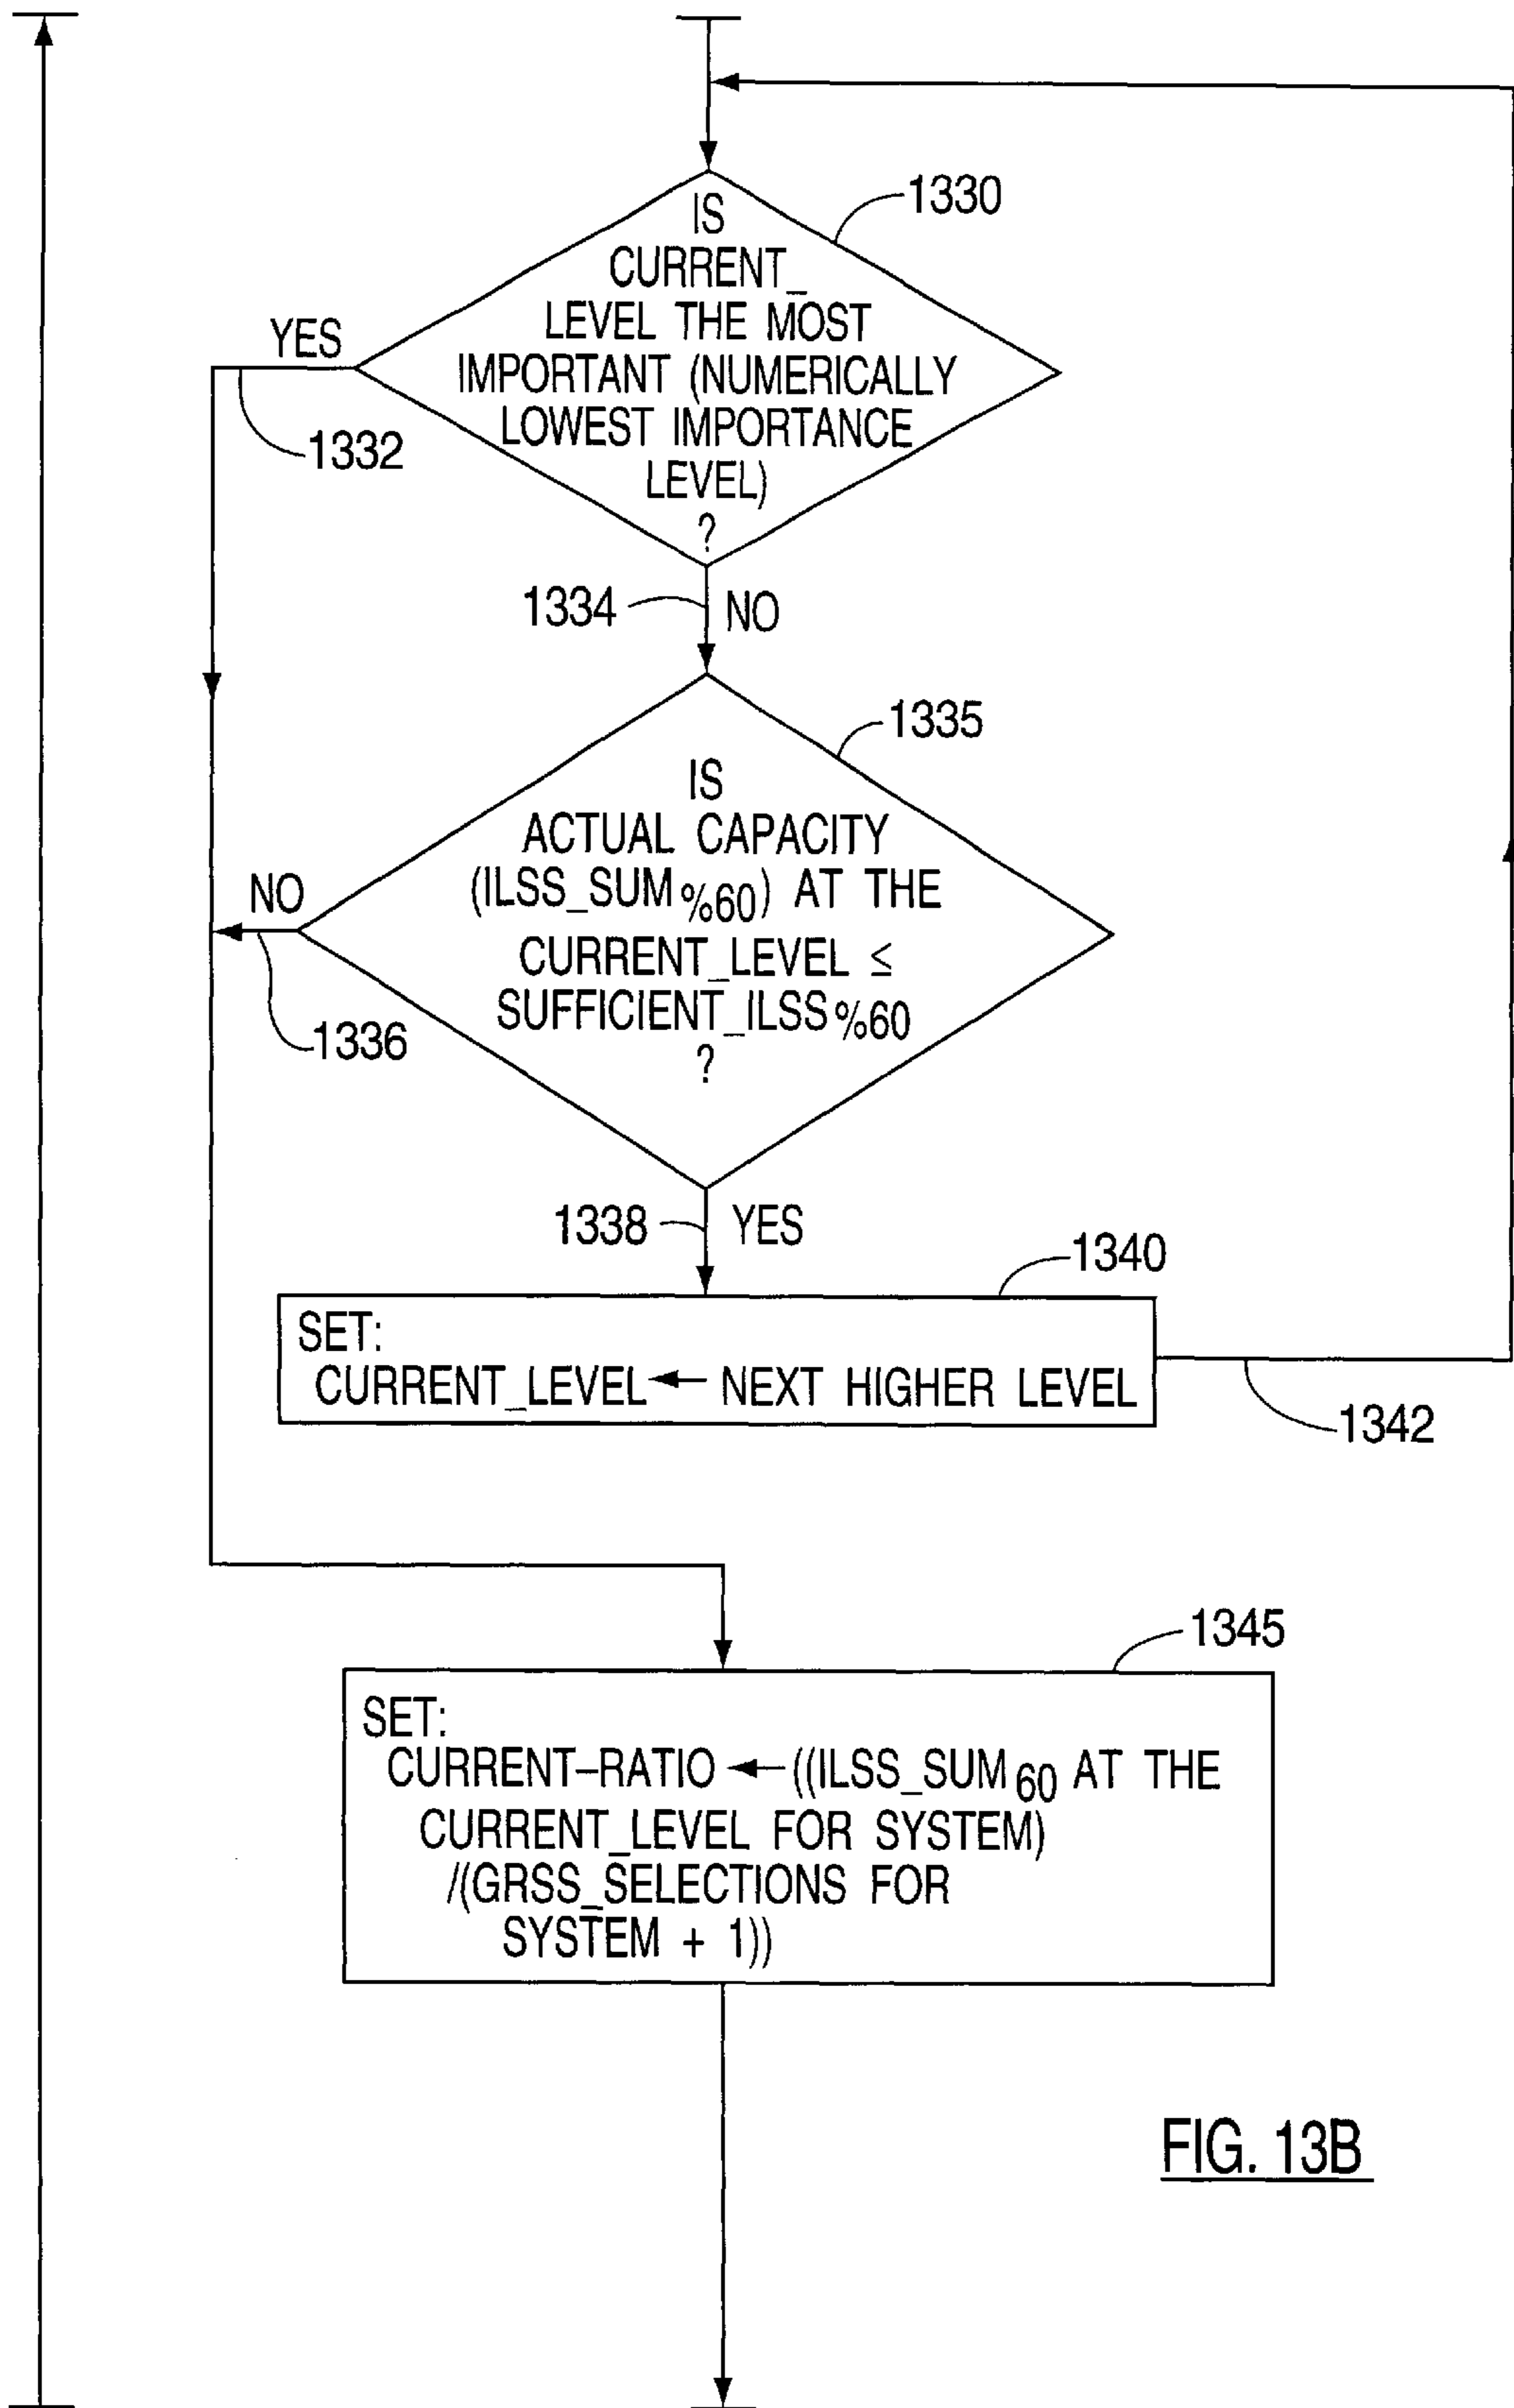 1330
IS
CURRENT_
LEVEL THE MOST
IMPORTANT (NUMERICALLY
LOWEST IMPORTANCE
LEVEL)
?
YES
1332
1334
NO
1335
IS
ACTUAL CAPACITY
(ILSS_SUM%60) AT THE
CURRENT_LEVEL ≤
SUFFICIENT_ILSS%60
?
NO
1336
1338
YES
1340
SET:
CURRENT_LEVEL ← NEXT HIGHER LEVEL
1342
1345
SET:
CURRENT–RATIO ← ((ILSS_SUM60 AT THE
CURRENT_LEVEL FOR SYSTEM)
/(GRSS_SELECTIONS FOR
SYSTEM + 1))
FIG. 13B